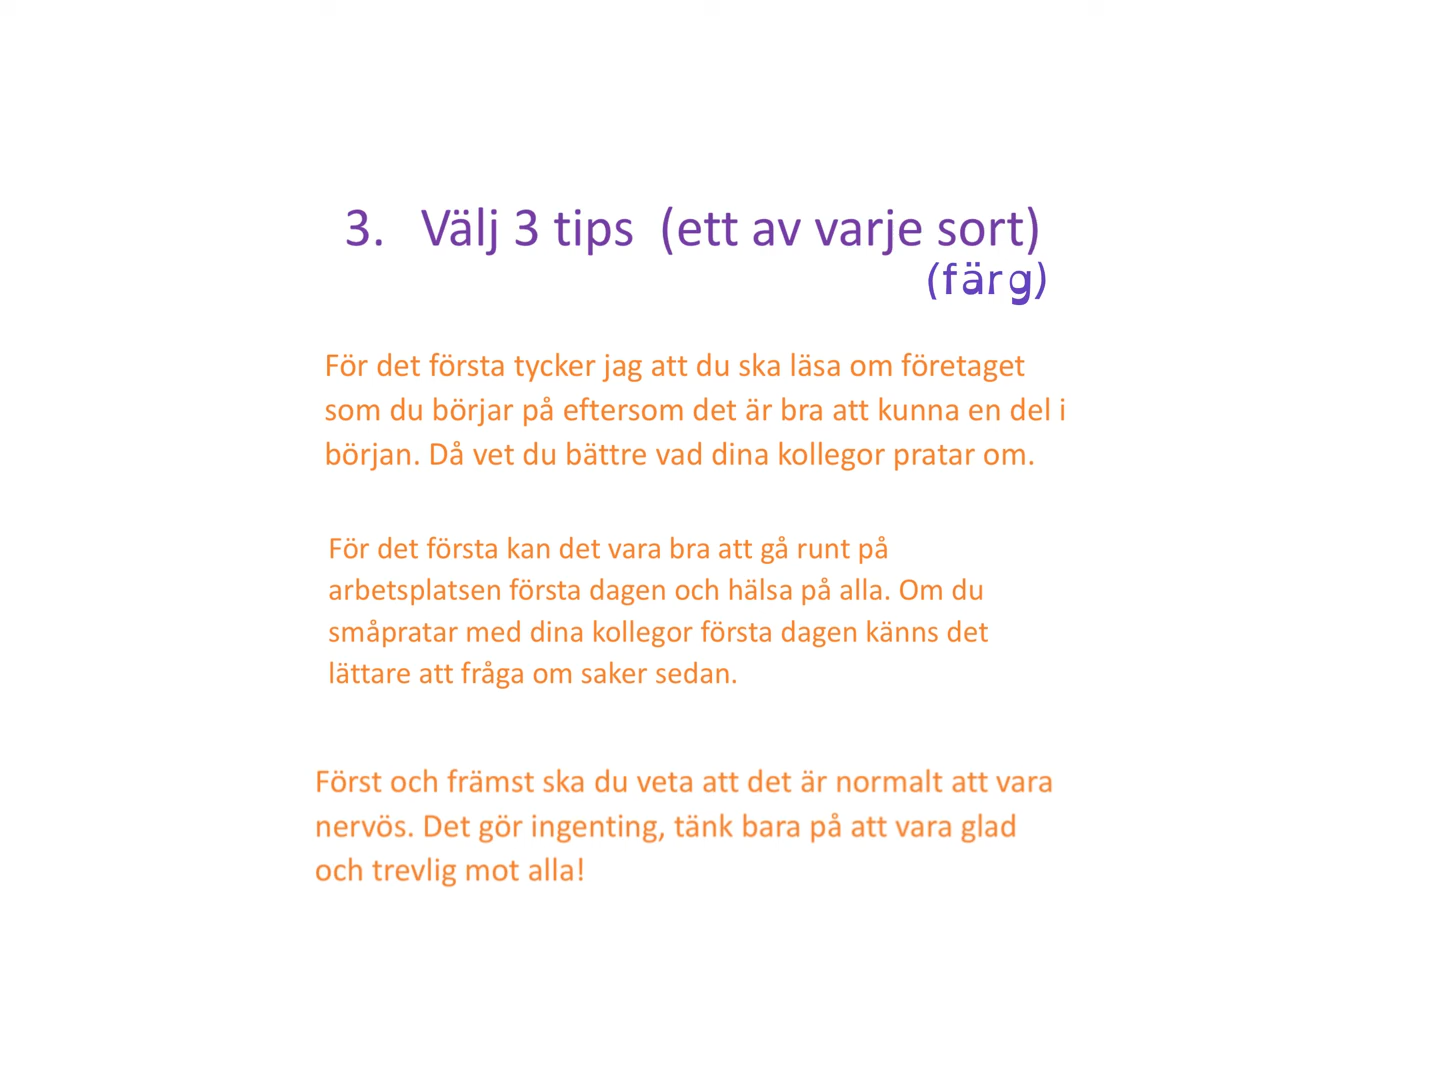 3. Välj 3 tips (ett av varje sort)
(färg)
För det första tycker jag att du ska läsa om företaget
som du börjar på eftersom det är bra att kunna en del i
början. Då vet du bättre vad dina kollegor pratar om.
För det första kan det vara bra att gå runt på
arbetsplatsen första dagen och hälsa på alla. Om du
småpratar med dina kollegor första dagen känns det
lättare att fråga om saker sedan.
Först och främst ska du veta att det är normalt att vara
nervös. Det gör ingenting, tänk bara på att vara glad
och trevlig mot alla!